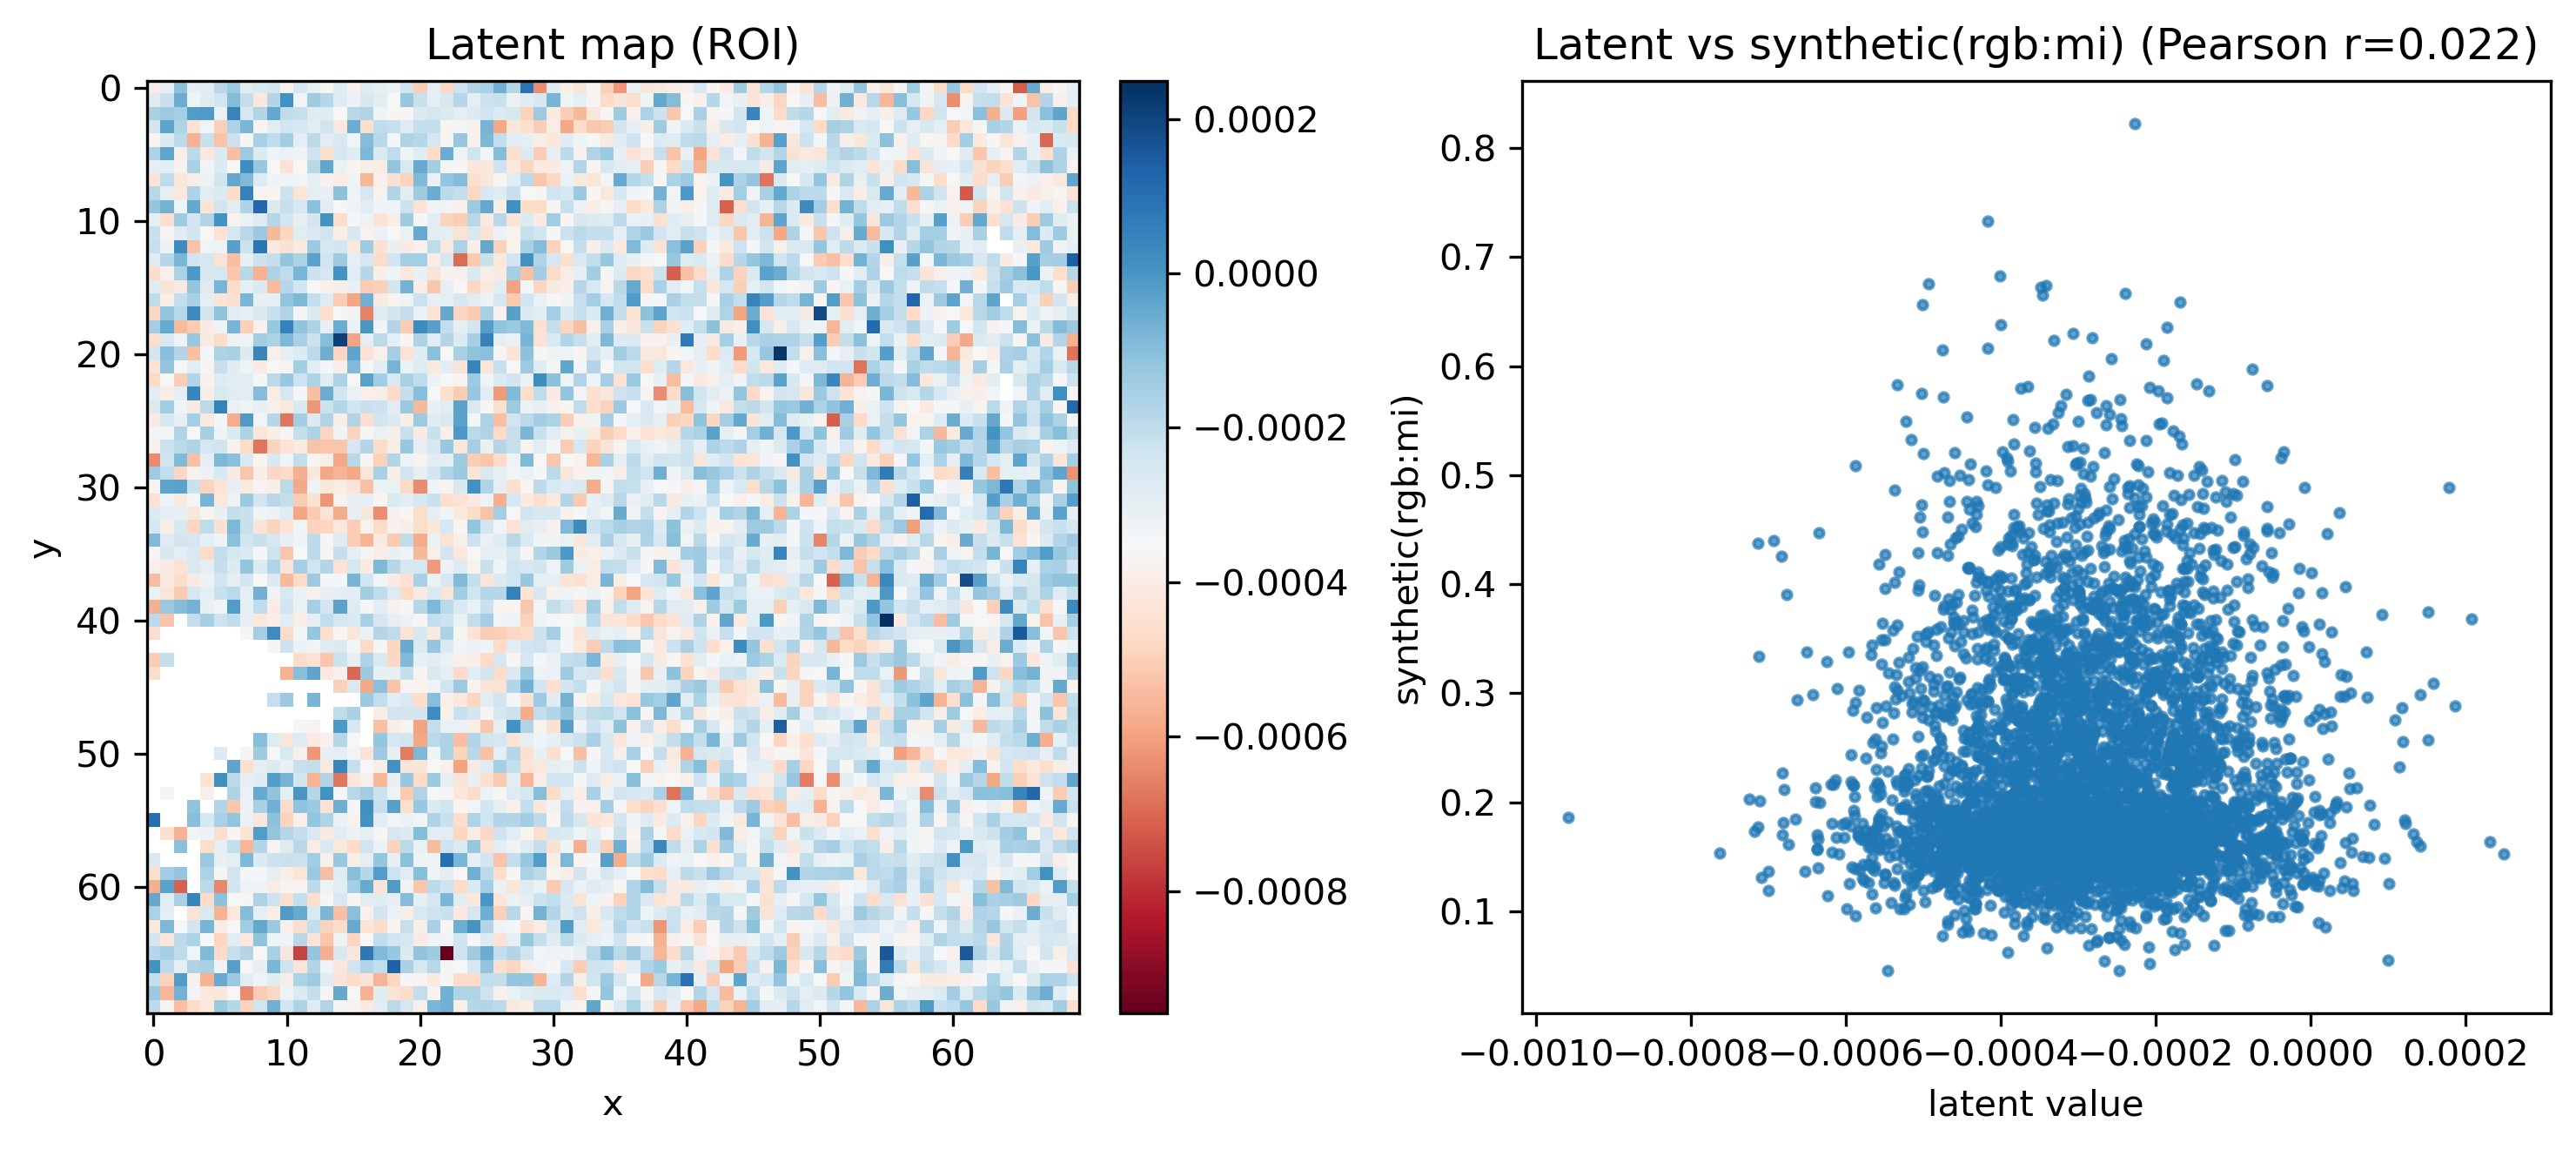 Latent map (ROI)
0
10
20
30
40
50
60
y
0 10 20 30 40 50 60
x
0.0002
0.0000
−0.0002
−0.0004
−0.0006
−0.0008
Latent vs synthetic(rgb:mi) (Pearson r=0.022)
0.8
0.7
0.6
0.5
0.4
0.3
0.2
0.1
synthetic(rgb:mi)
−0.0010 −0.0008 −0.0006 −0.0004 −0.0002 0.0000 0.0002
latent value